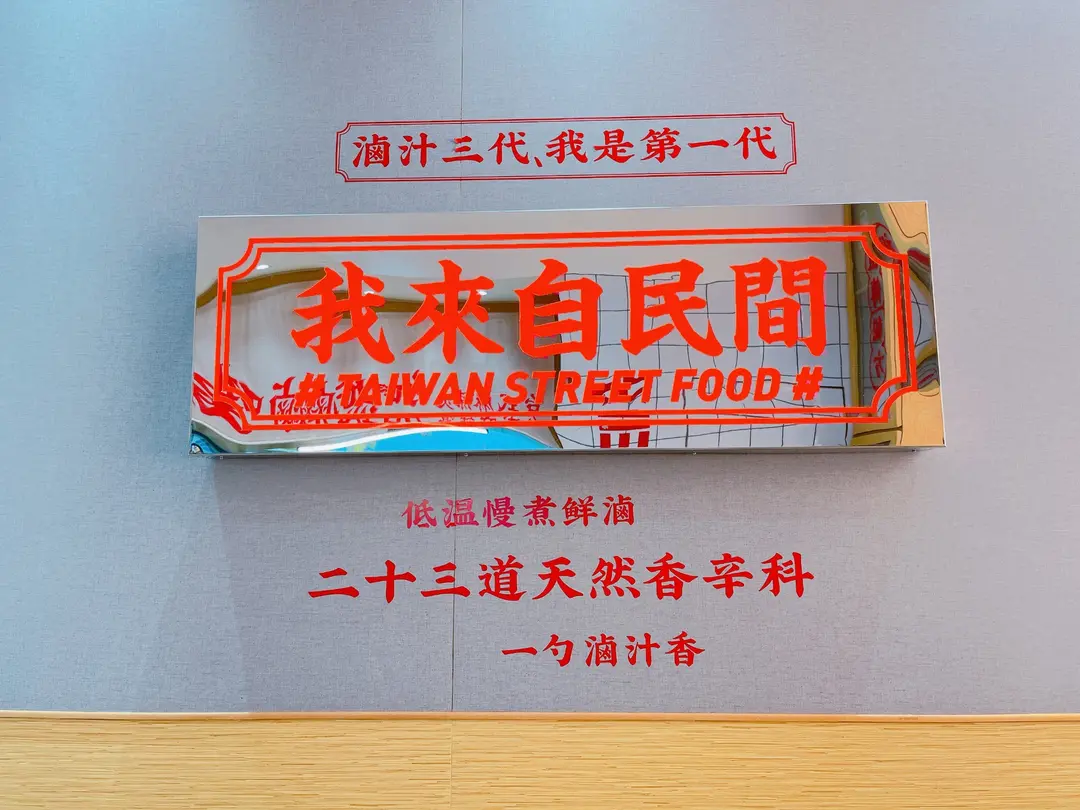 滷汁三代、我是第一代
我來自民間
# TAIWAN STREET FOOD #
低温慢煮鮮滷
二十三道天然香辛料
一勺滷汁香